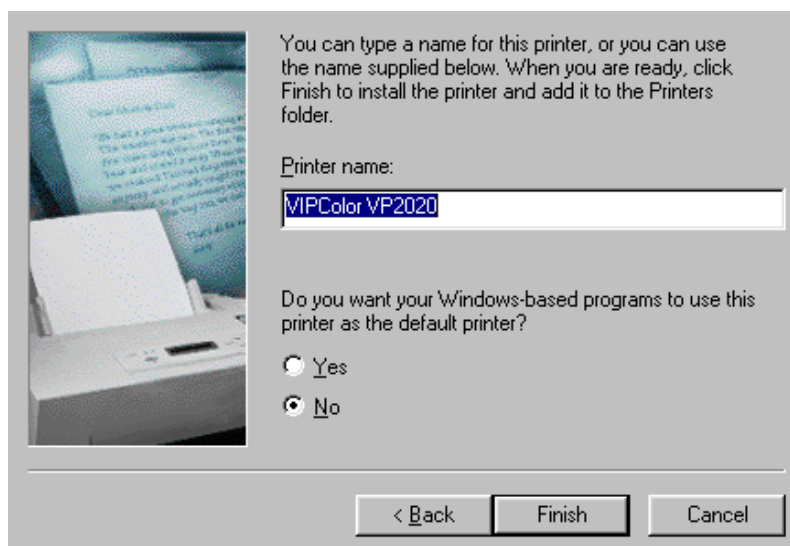 You can type a name for this printer, or you can use
the name supplied below. When you are ready, click
Finish to install the printer and add it to the Printers
folder.
Printer name:
VIPColor VP2020
Do you want your Windows-based programs to use this
printer as the default printer?
Yes
No
< Back
Finish
Cancel